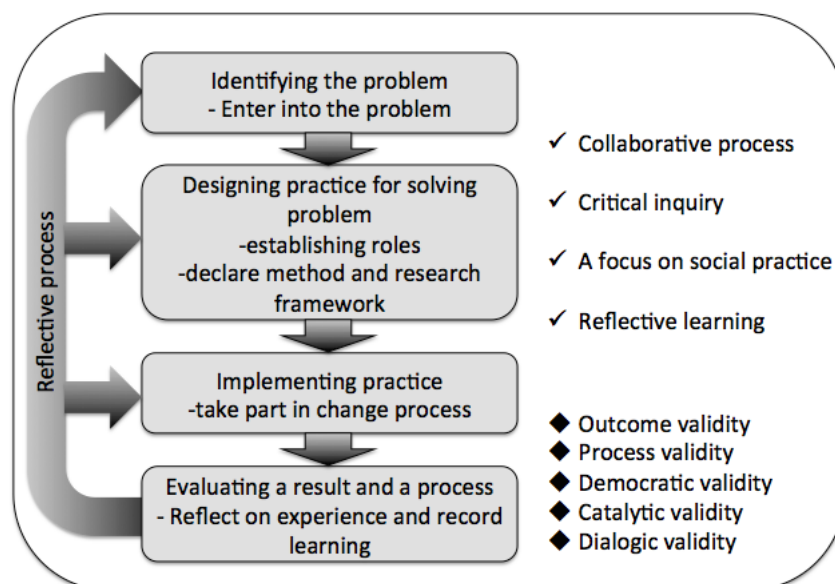 Identifying the problem
- Enter into the problem
Designing practice for solving
problem
-establishing roles
-declare method and research
framework
Implementing practice
-take part in change process
Evaluating a result and a process
- Reflect on experience and record
learning
Reflective process
✓ Collaborative process
✓ Critical inquiry
✓ A focus on social practice
✓ Reflective learning
◆ Outcome validity
◆ Process validity
◆ Democratic validity
◆ Catalytic validity
◆ Dialogic validity